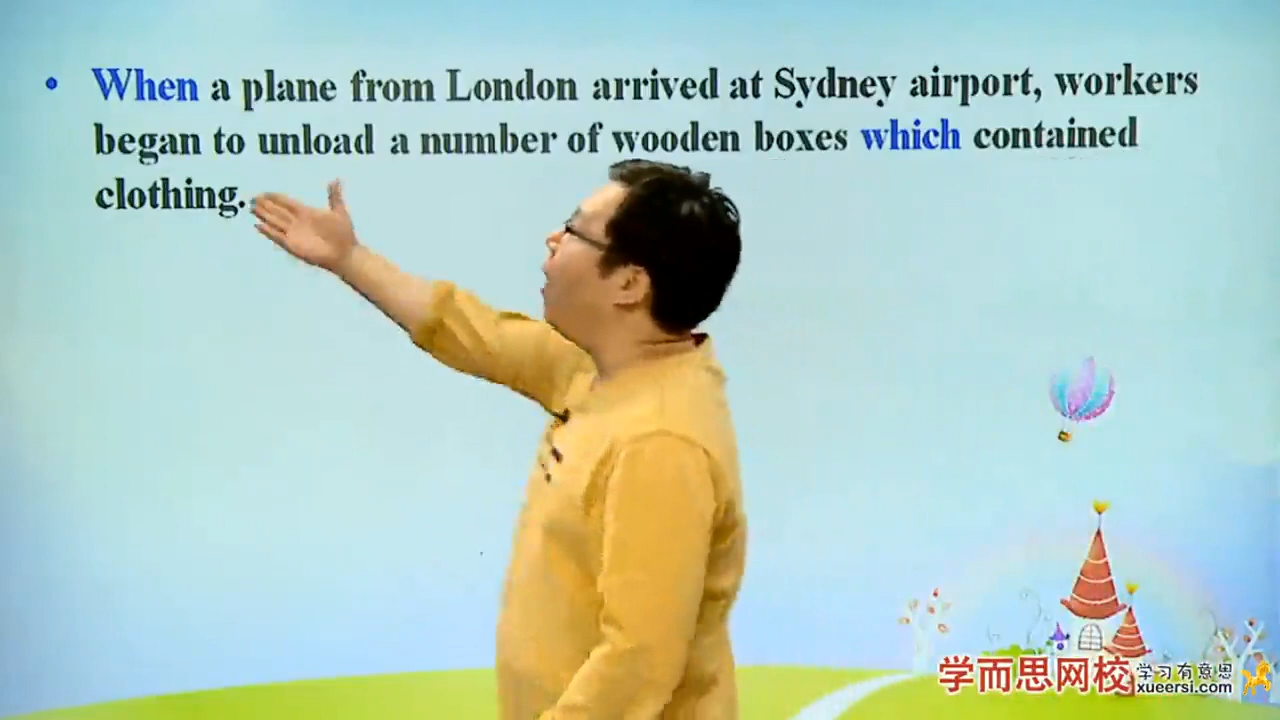 • When a plane from London arrived at Sydney airport, workers
began to unload a number of wooden boxes which contained
clothing.
学而思网校 学习有意思
xueersi.com